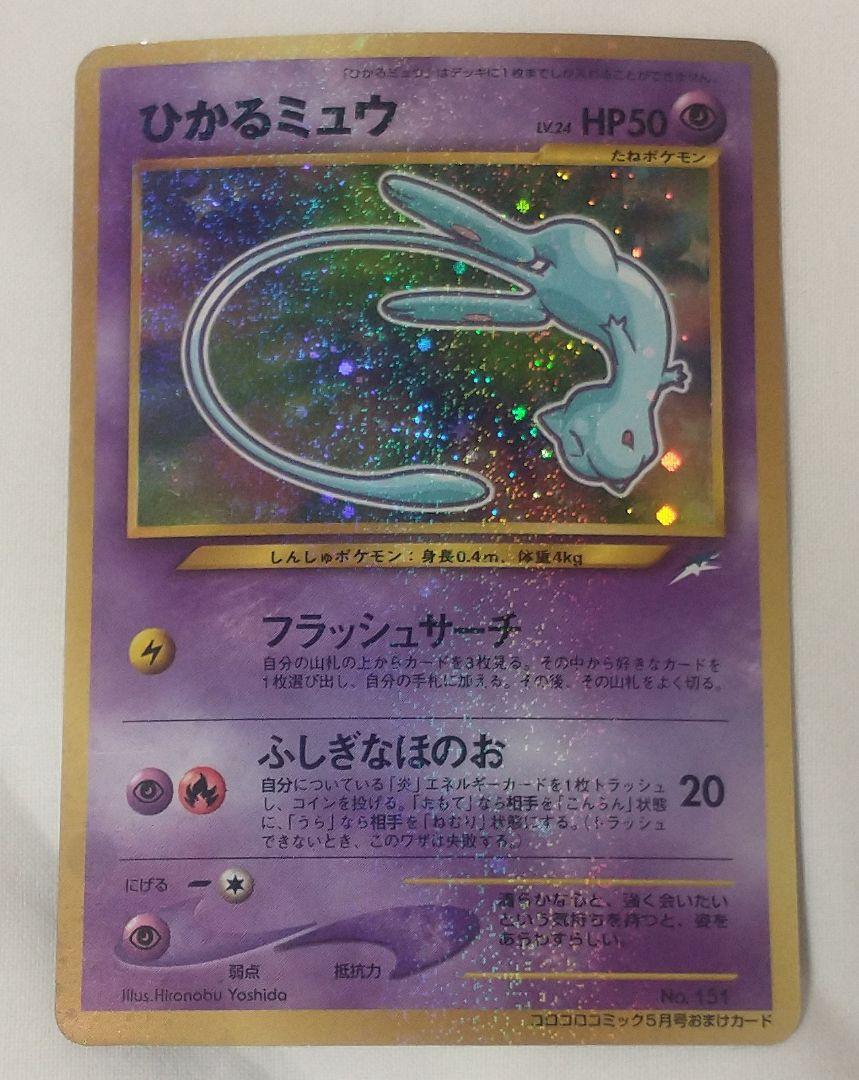 「ひかるミュウ」はデッキに1枚までしか入れることができません。
ひかるミュウ
LV.24 HP50
たねポケモン
しんしゅポケモン：身長0.4m、体重4kg
フラッシュサーチ
自分の山札の上からカードを3枚見る。その中から好きなカードを
1枚選び出し、自分の手札に加える。その後、その山札をよく切る。
ふしぎなほのお
自分についている「炎」エネルギーカードを1枚トラッシュ
し、コインを投げる。「おもて」なら相手を「こんらん」状態
に、「うら」なら相手を「ねむり」状態にする。（トラッシュ
できないとき、このワザは失敗する。）
20
にげる
弱点 抵抗力
清らかな心と、強く会いたい
という気持ちを持つと、姿を
あらわすらしい。
Illus.Hironobu Yoshida
No. 151
コロコロコミック5月号おまけカード